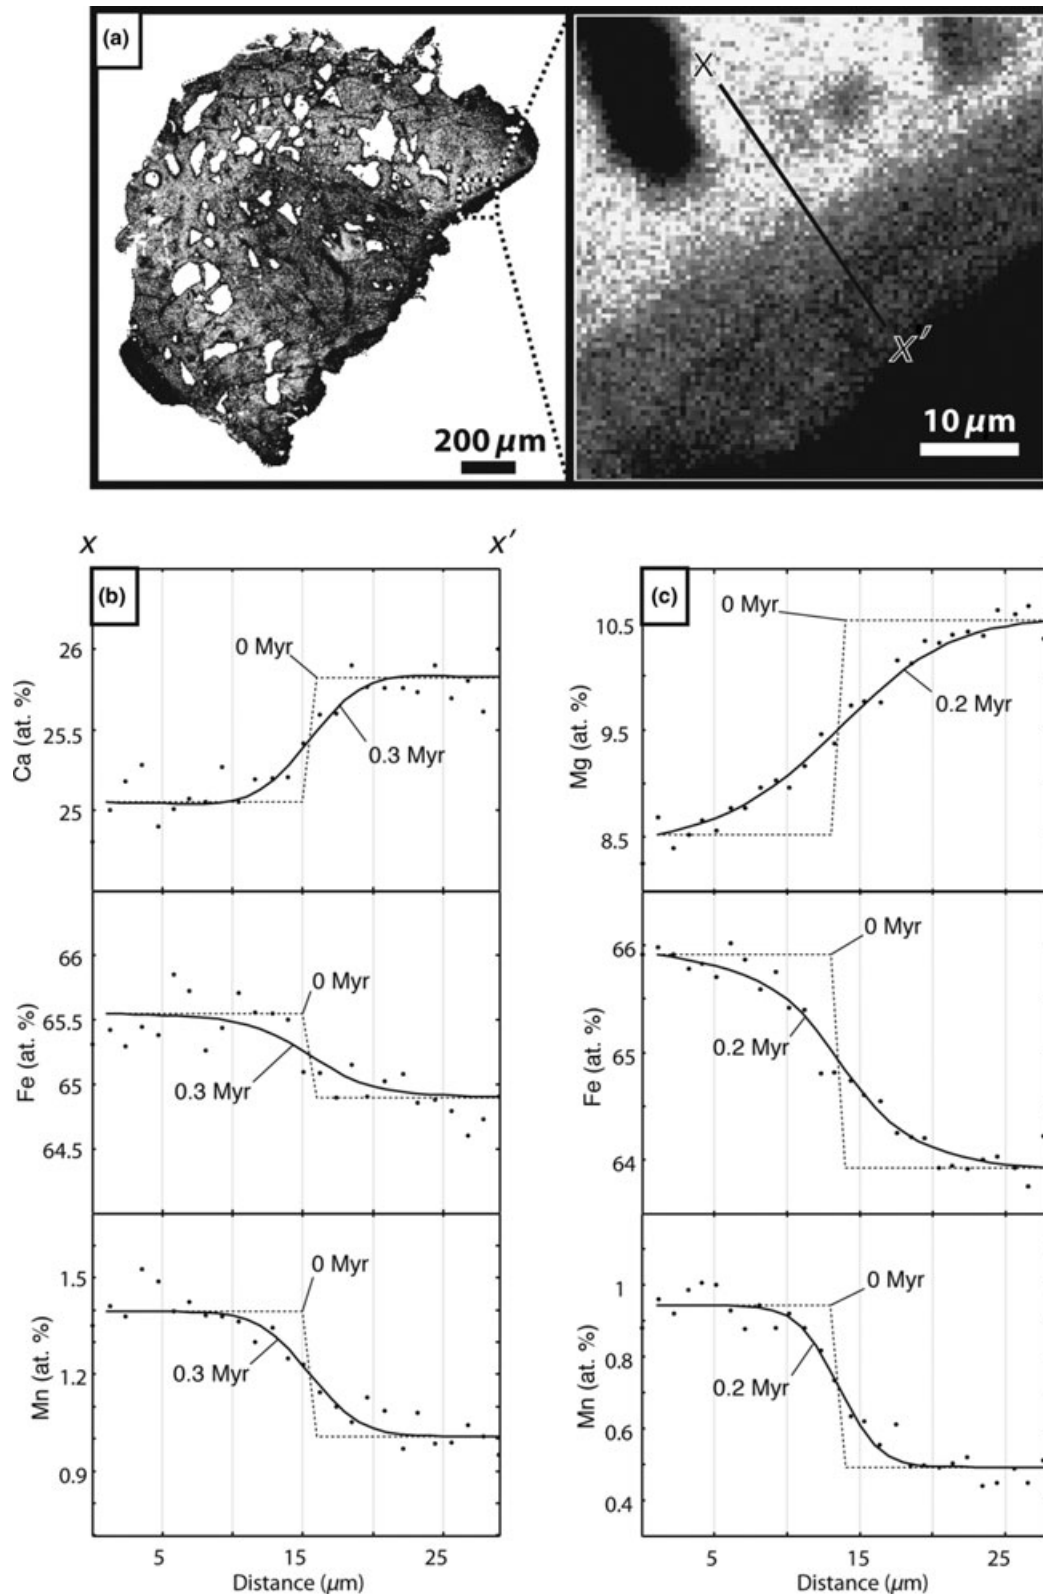 (a)
X
X′
200 μm
10 μm
X
X′
(b)
0 Myr
0.3 Myr
Ca (at. %)
26
25.5
25
0 Myr
0.3 Myr
Fe (at. %)
66
65.5
65
64.5
0 Myr
0.3 Myr
Mn (at. %)
1.5
1.2
0.9
5
15
25
Distance (μm)
(c)
0 Myr
0.2 Myr
Mg (at. %)
10.5
9.5
8.5
0 Myr
0.2 Myr
Fe (at. %)
66
65
64
0 Myr
0.2 Myr
Mn (at. %)
1
0.8
0.6
0.4
5
15
25
Distance (μm)